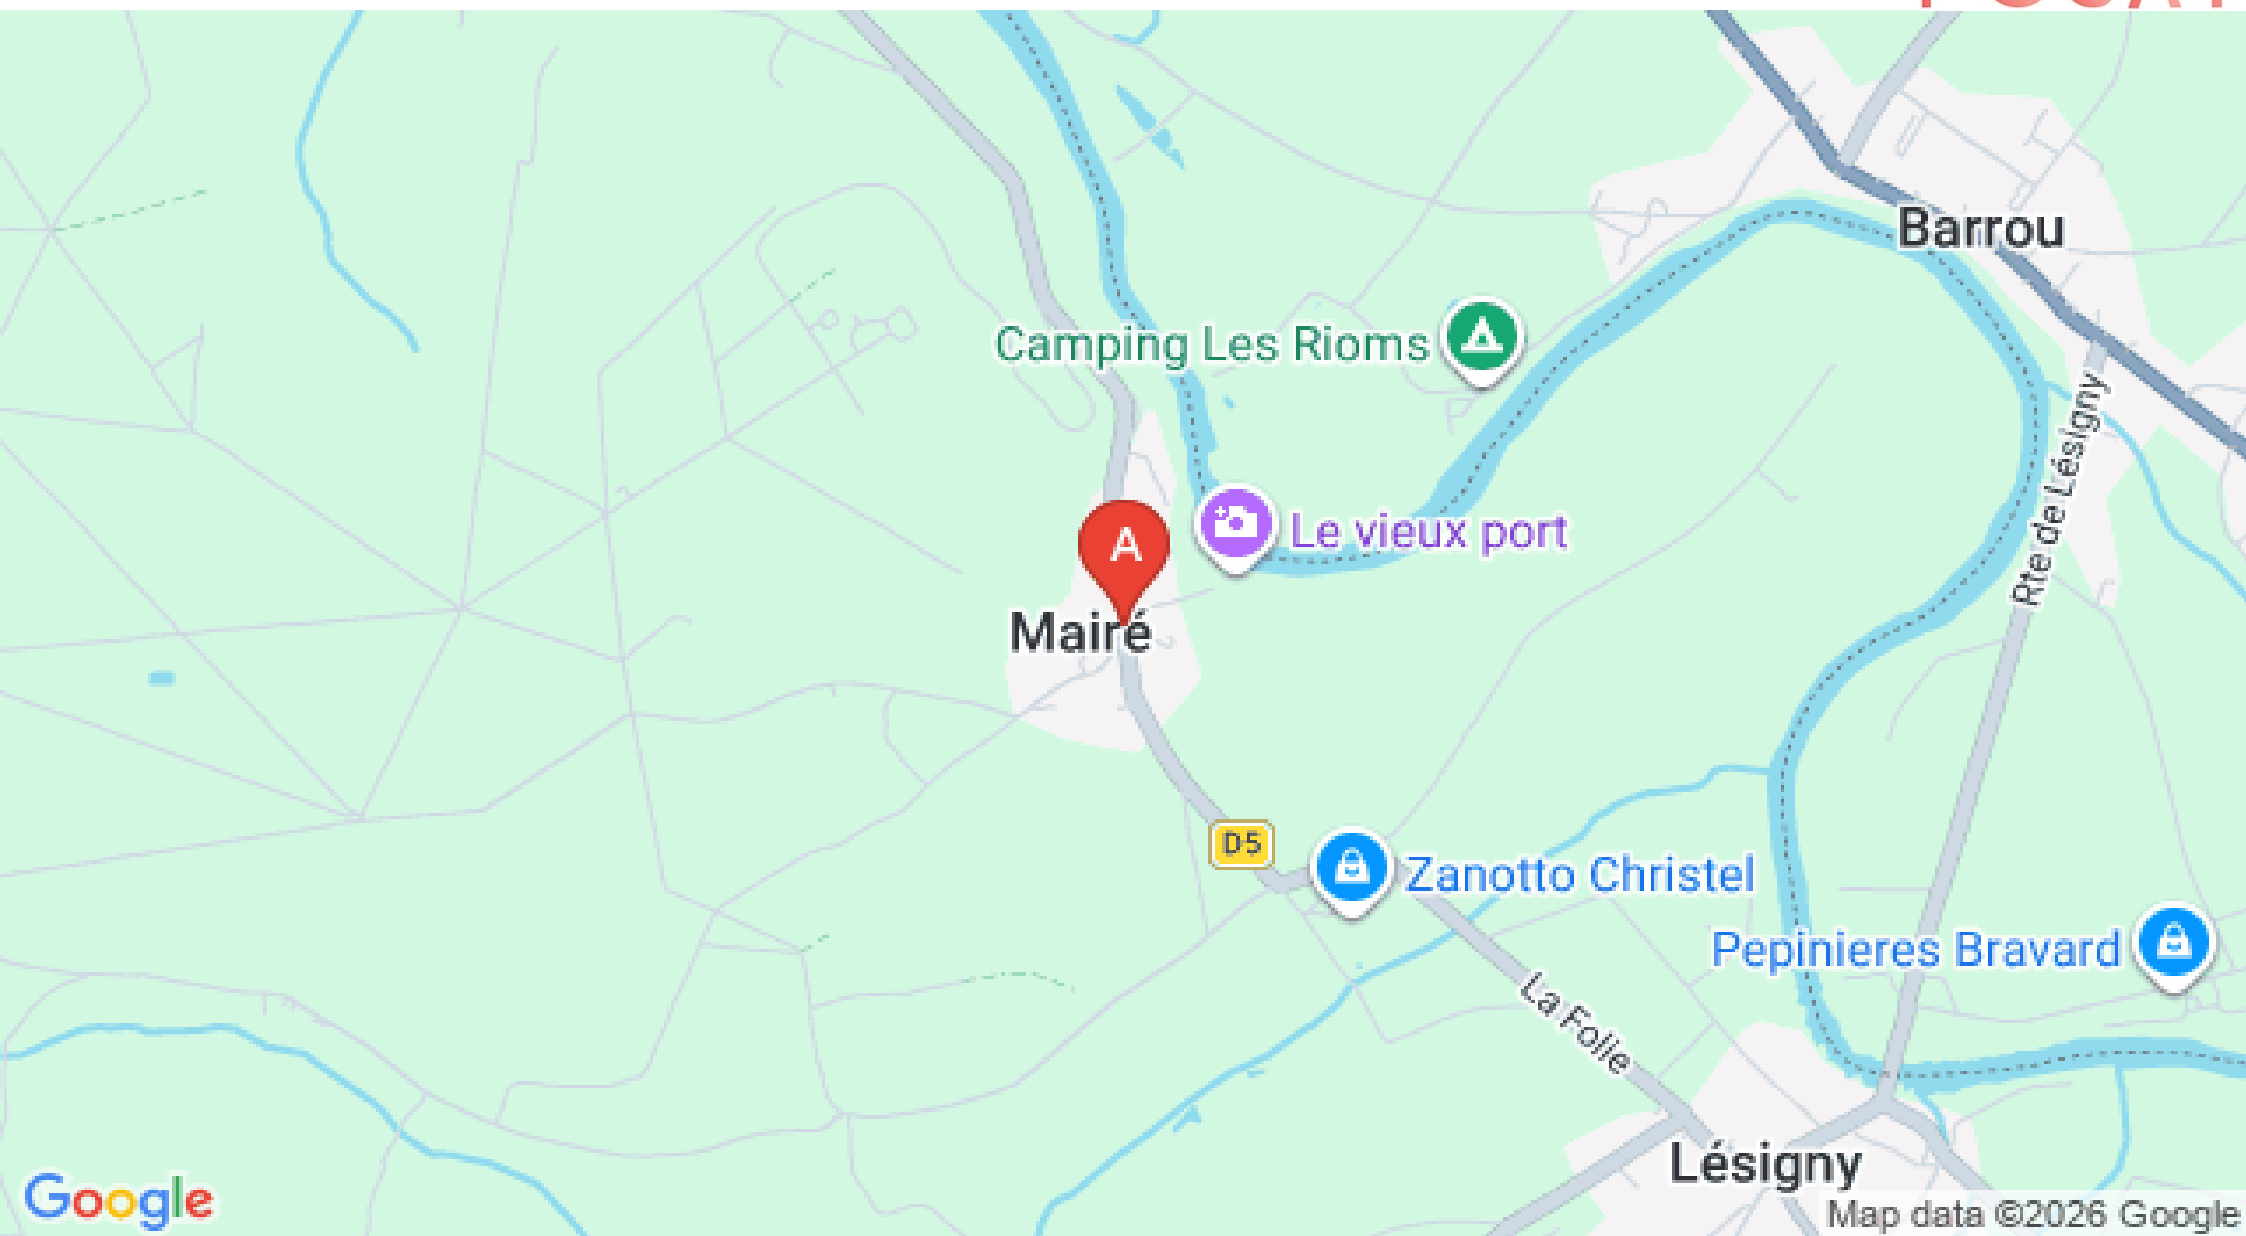 Barrou
Camping Les Rioms
Rte de Lésigny
A
Le vieux port
Mairé
D5
Zanotto Christel
Pepinieres Bravard
La Folie
Lésigny
Google
Map data ©2026 Google